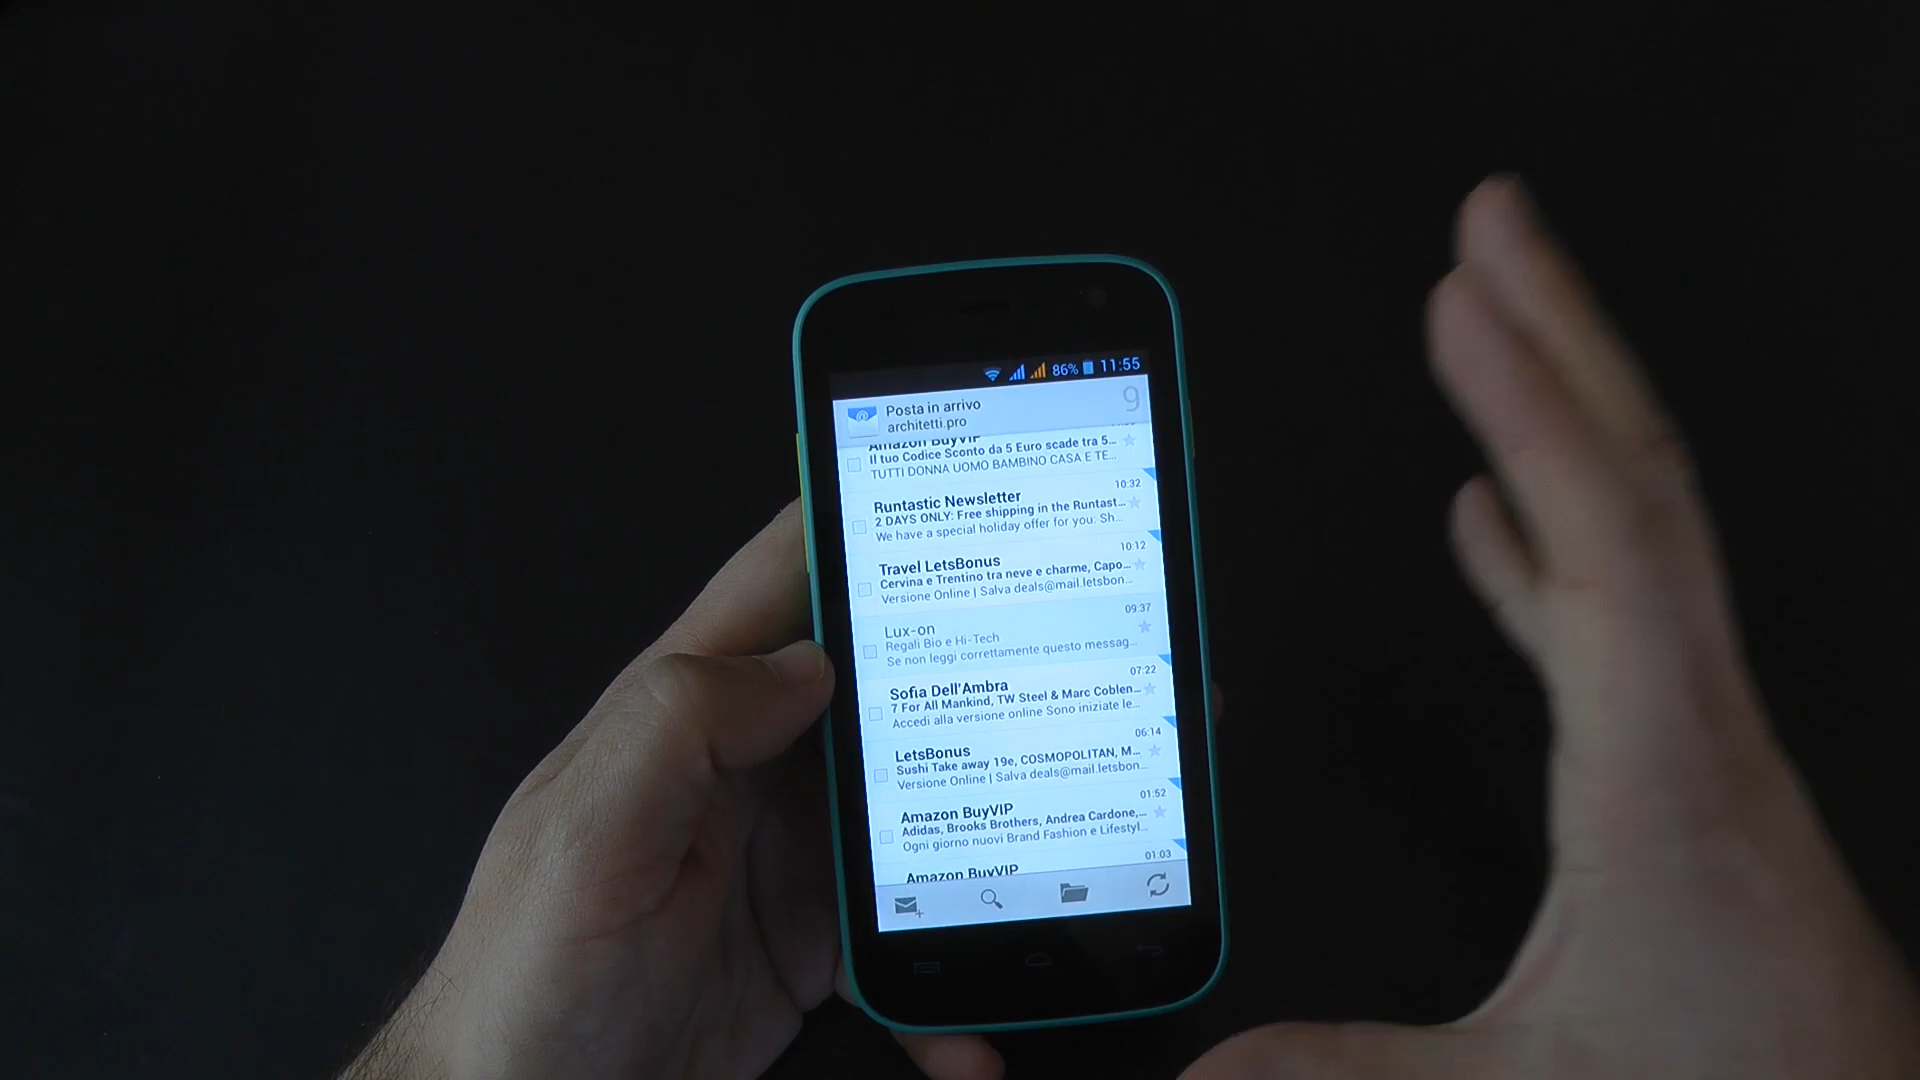 86% 11:55
Posta in arrivo 9
architetti.pro
Amazon BuyVIP
Il tuo Codice Sconto da 5 Euro scade tra 5...
TUTTI DONNA UOMO BAMBINO CASA E TE...
10:32
Runtastic Newsletter
2 DAYS ONLY: Free shipping in the Runtast...
We have a special holiday offer for you: Sh...
10:12
Travel LetsBonus
Cervina e Trentino tra neve e charme, Capo...
Versione Online | Salva deals@mail.letsbon...
09:37
Lux-on
Regali Bio e Hi-Tech
Se non leggi correttamente questo messag...
07:22
Sofia Dell'Ambra
7 For All Mankind, TW Steel & Marc Coblen...
Accedi alla versione online Sono iniziate le...
06:14
LetsBonus
Sushi Take away 19e, COSMOPOLITAN, M...
Versione Online | Salva deals@mail.letsbon...
01:52
Amazon BuyVIP
Adidas, Brooks Brothers, Andrea Cardone,...
Ogni giorno nuovi Brand Fashion e Lifestyl...
01:03
Amazon BuyVIP